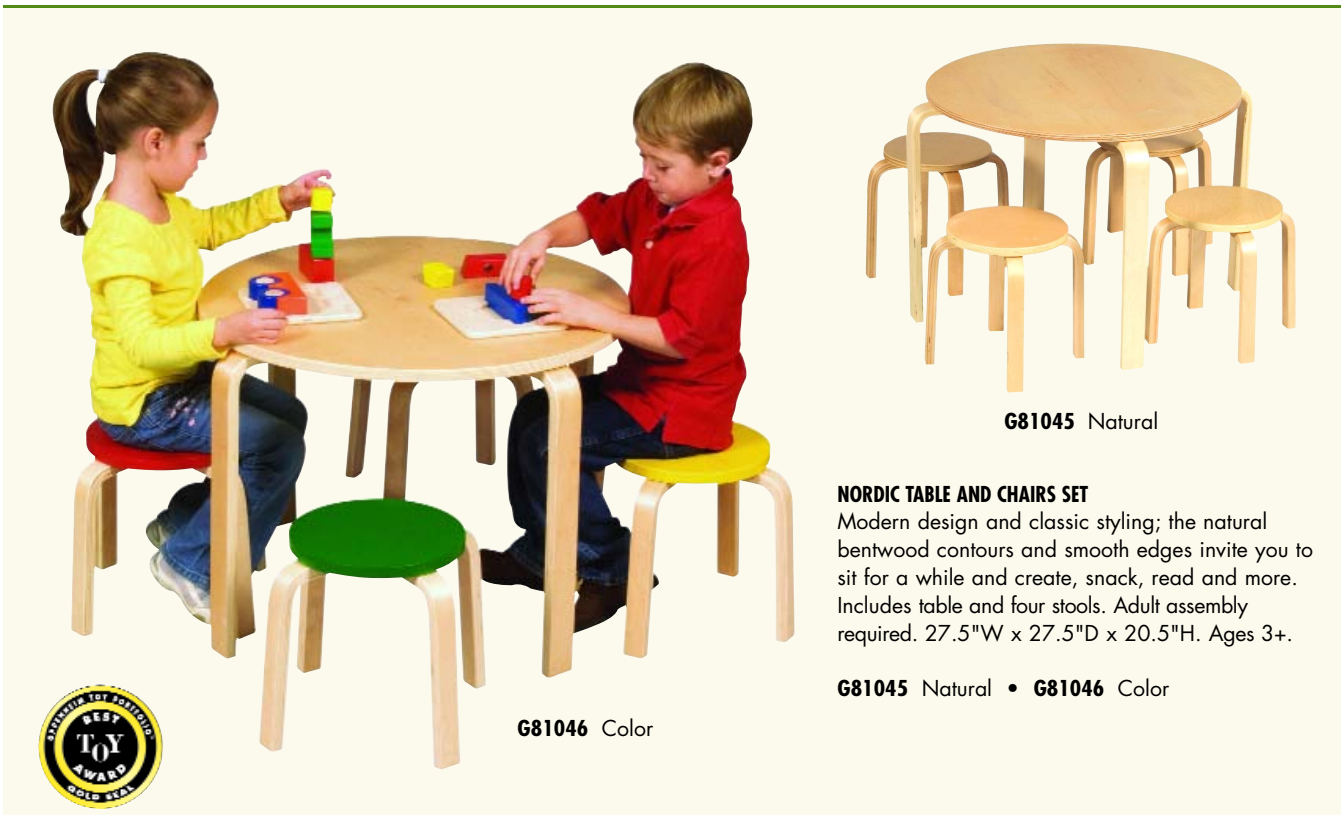 G81045 Natural
NORDIC TABLE AND CHAIRS SET
Modern design and classic styling; the natural
bentwood contours and smooth edges invite you to
sit for a while and create, snack, read and more.
Includes table and four stools. Adult assembly
required. 27.5"W x 27.5"D x 20.5"H. Ages 3+.
G81045 Natural • G81046 Color
G81046 Color
OPPENHEIM TOY PORTFOLIO
BEST
TOY
AWARD
GOLD SEAL